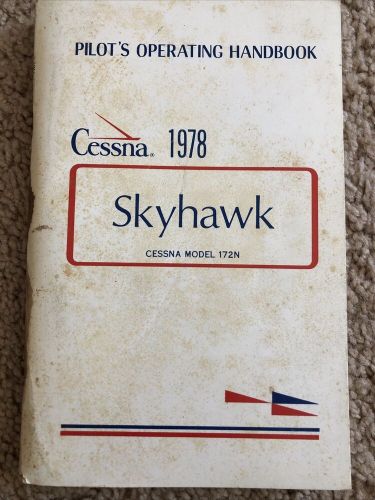 PILOT'S OPERATING HANDBOOK
Cessna® 1978
Skyhawk
CESSNA MODEL 172N